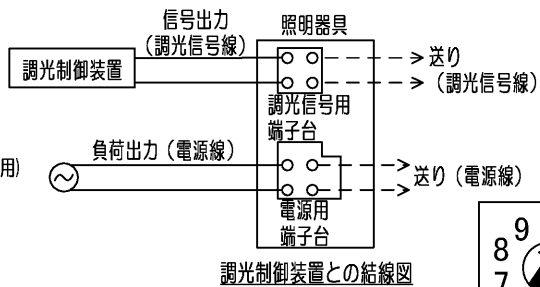 信号出力
(調光信号線)
照明器具
調光制御装置
送り
(調光信号線)
調光信号用
端子台
用)
負荷出力(電源線)
送り(電源線)
電源用
端子台
調光制御装置との結線図
9
8
7